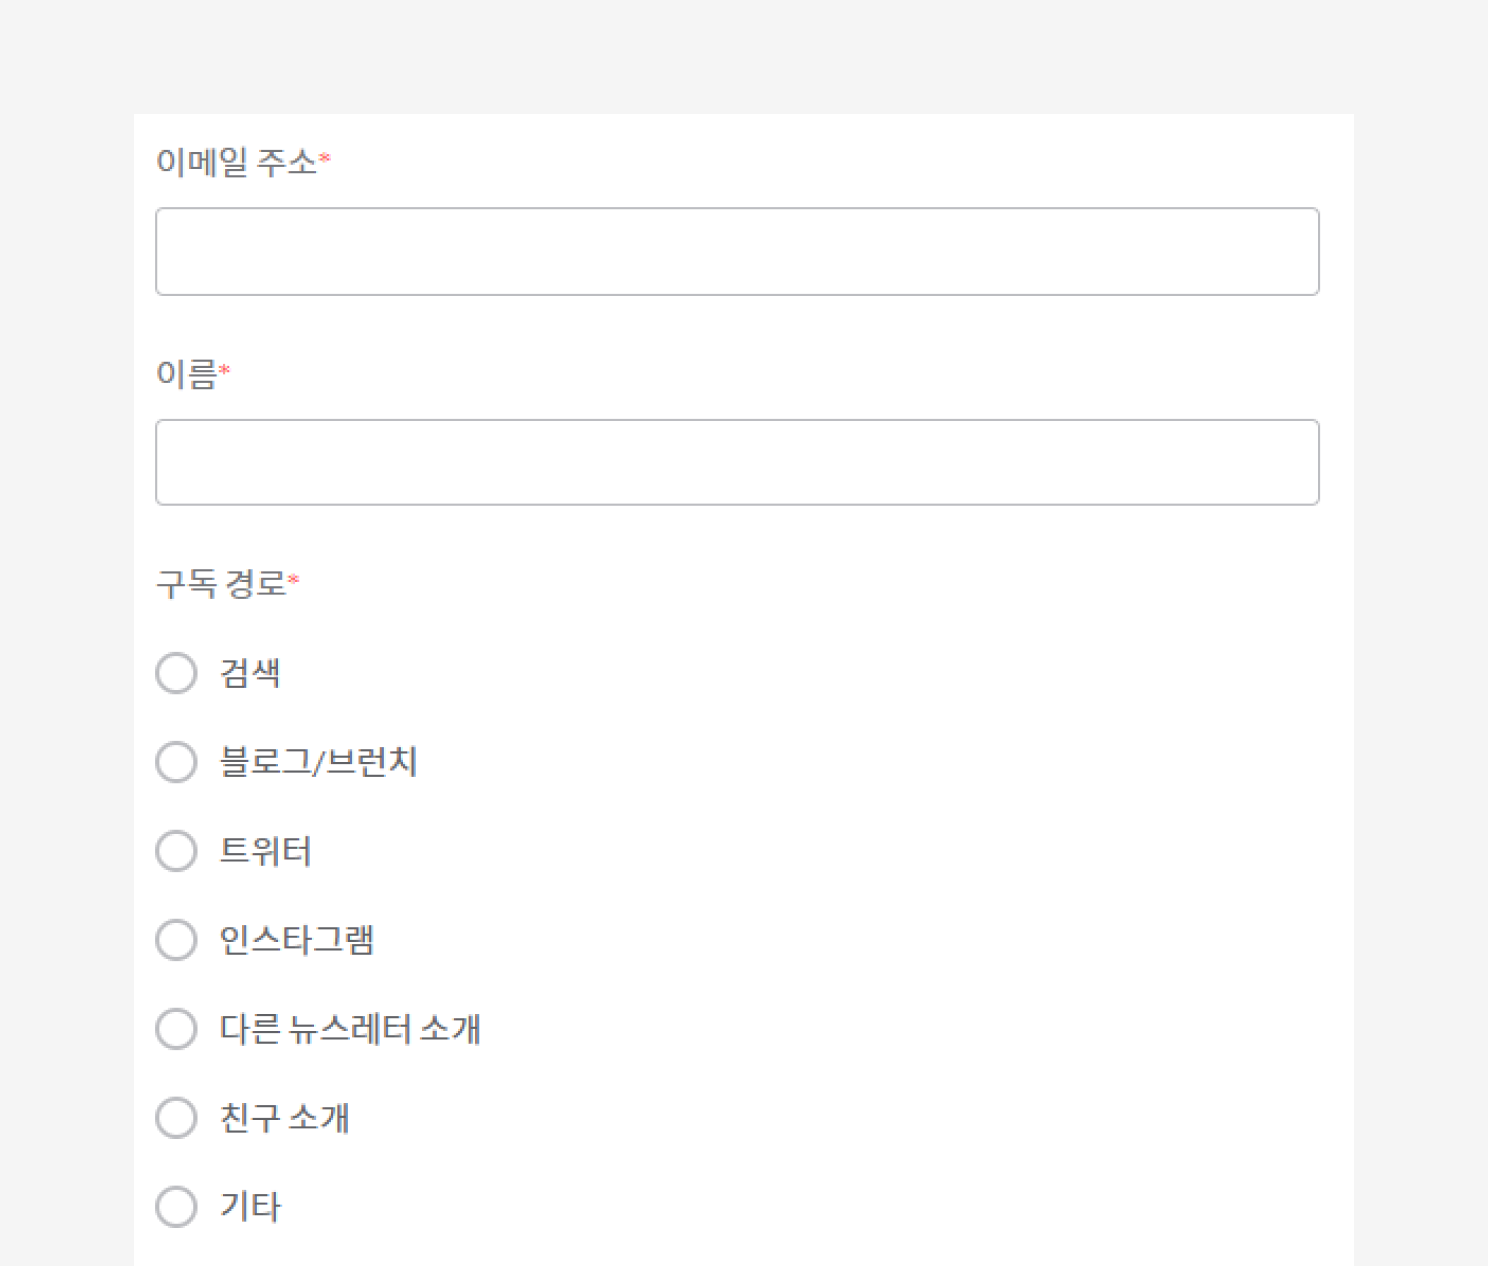 이메일 주소*
이름*
구독 경로*
검색
블로그/브런치
트위터
인스타그램
다른 뉴스레터 소개
친구 소개
기타